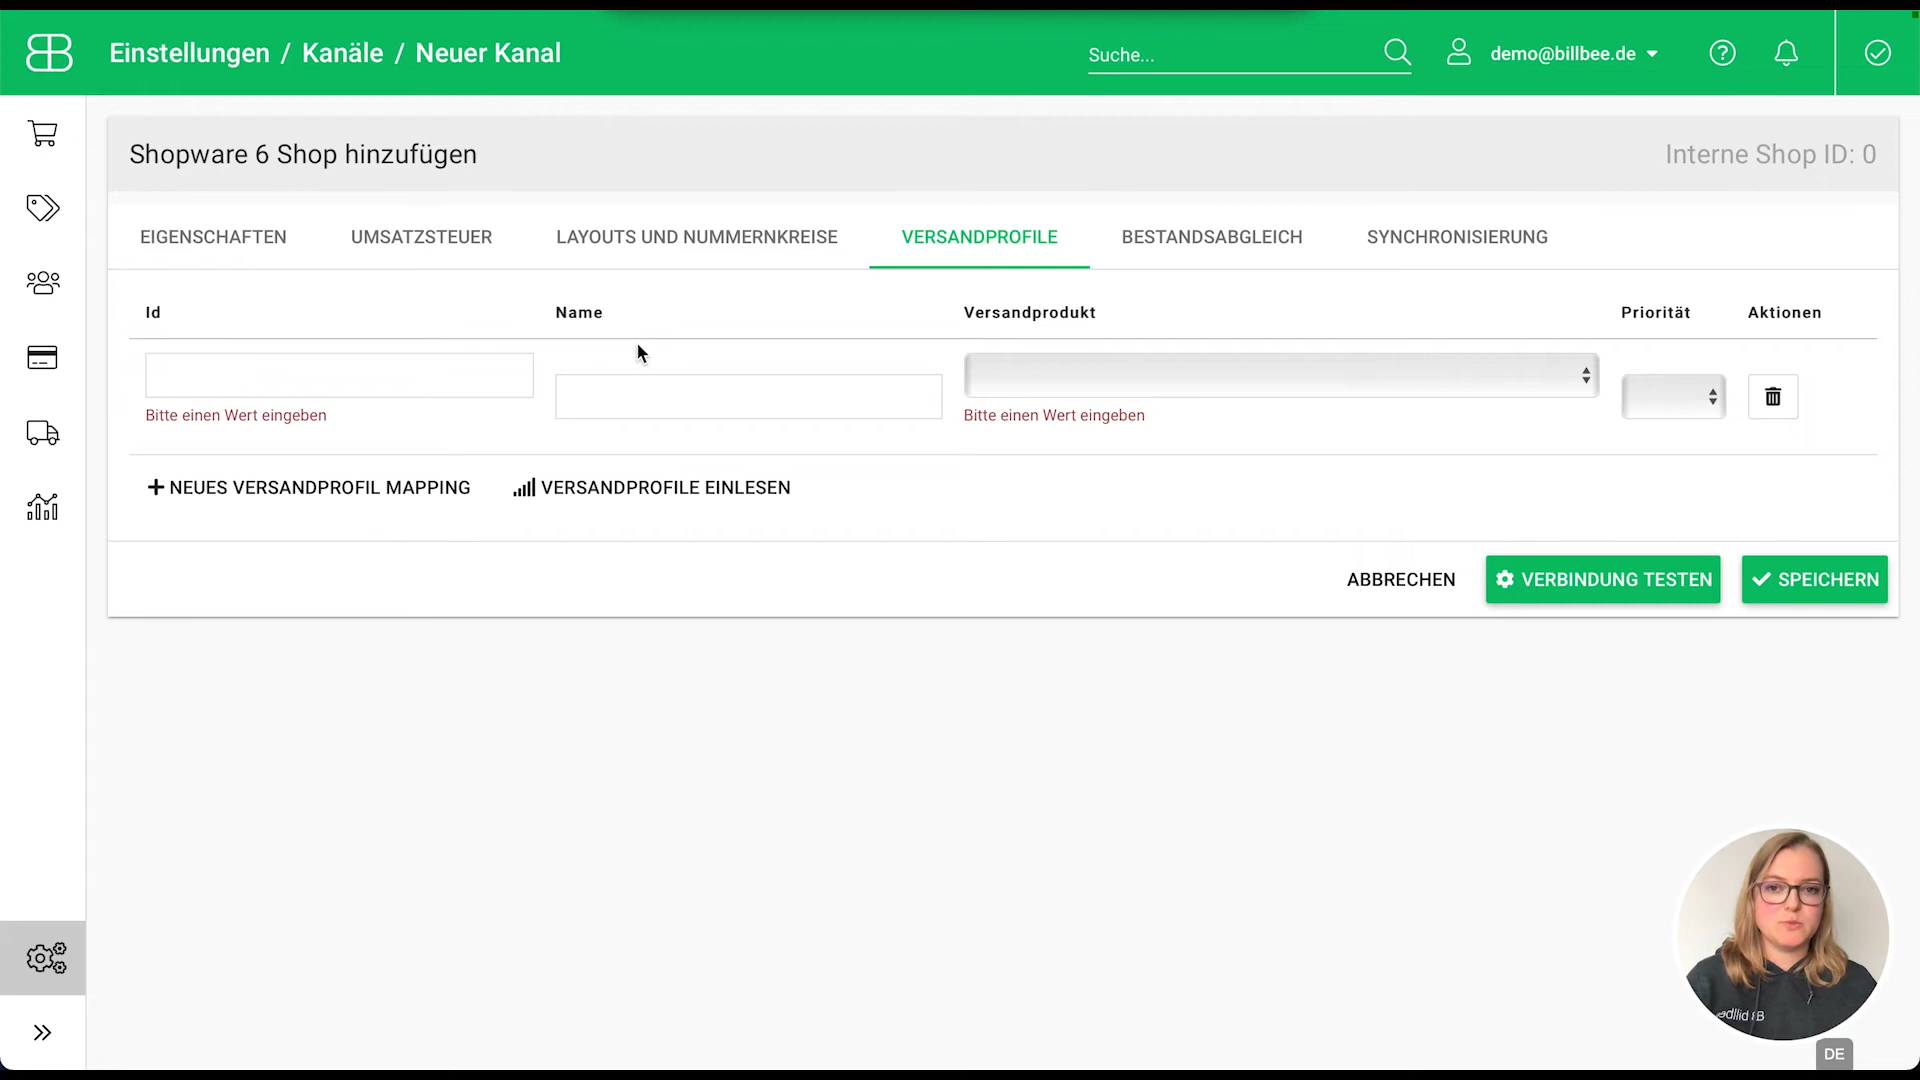 Einstellungen / Kanäle / Neuer Kanal
Suche...
demo@billbee.de
Shopware 6 Shop hinzufügen
Interne Shop ID: 0
EIGENSCHAFTEN
UMSATZSTEUER
LAYOUTS UND NUMMERNKREISE
VERSANDPROFILE
BESTANDSABGLEICH
SYNCHRONISIERUNG
Id
Name
Versandprodukt
Priorität
Aktionen
Bitte einen Wert eingeben
Bitte einen Wert eingeben
NEUES VERSANDPROFIL MAPPING
VERSANDPROFILE EINLESEN
ABBRECHEN
VERBINDUNG TESTEN
SPEICHERN
DE